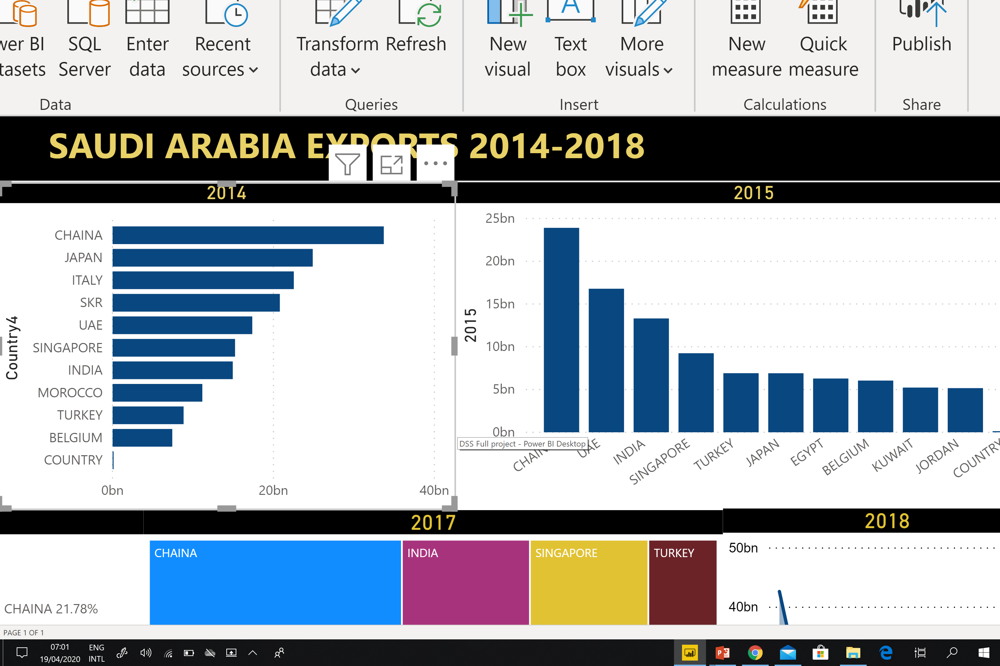 wer BI
tasets
SQL
Server
Enter
data
Recent
sources
Transform
data
Refresh
New
visual
Text
box
More
visuals
New
measure
Quick
measure
Publish
Data
Queries
Insert
Calculations
Share
SAUDI ARABIA EXPORTS 2014-2018
2014
Country4
CHAINA
JAPAN
ITALY
SKR
UAE
SINGAPORE
INDIA
MOROCCO
TURKEY
BELGIUM
COUNTRY
0bn 20bn 40bn
2015
2015
25bn
20bn
15bn
10bn
5bn
0bn
DSS Full project - Power BI Desktop
CHAIN
UAE
INDIA
SINGAPORE
TURKEY
JAPAN
EGYPT
BELGIUM
KUWAIT
JORDAN
COUNTRY
2017
CHAINA
INDIA
SINGAPORE
TURKEY
CHAINA 21.78%
2018
50bn
40bn
PAGE 1 OF 1
07:01
19/04/2020
ENG
INTL